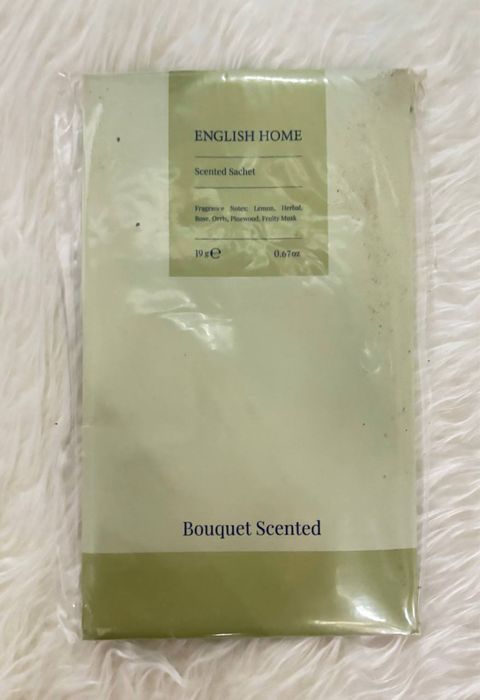 ENGLISH HOME
Scented Sachet
Fragrance Notes: Lemon, Herbal,
Rose, Orris, Pinewood, Fruity Musk
19 g ℮ 0.67oz
Bouquet Scented